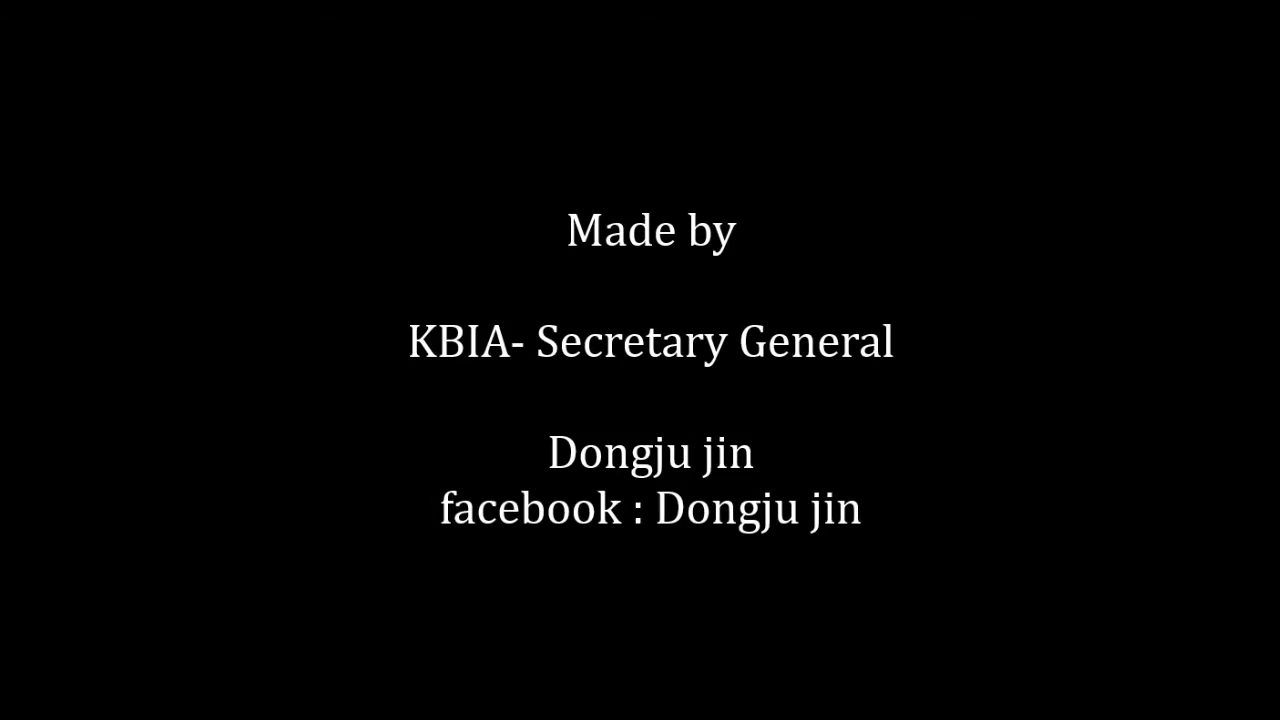 Made by
KBIA- Secretary General
Dongju jin
facebook : Dongju jin